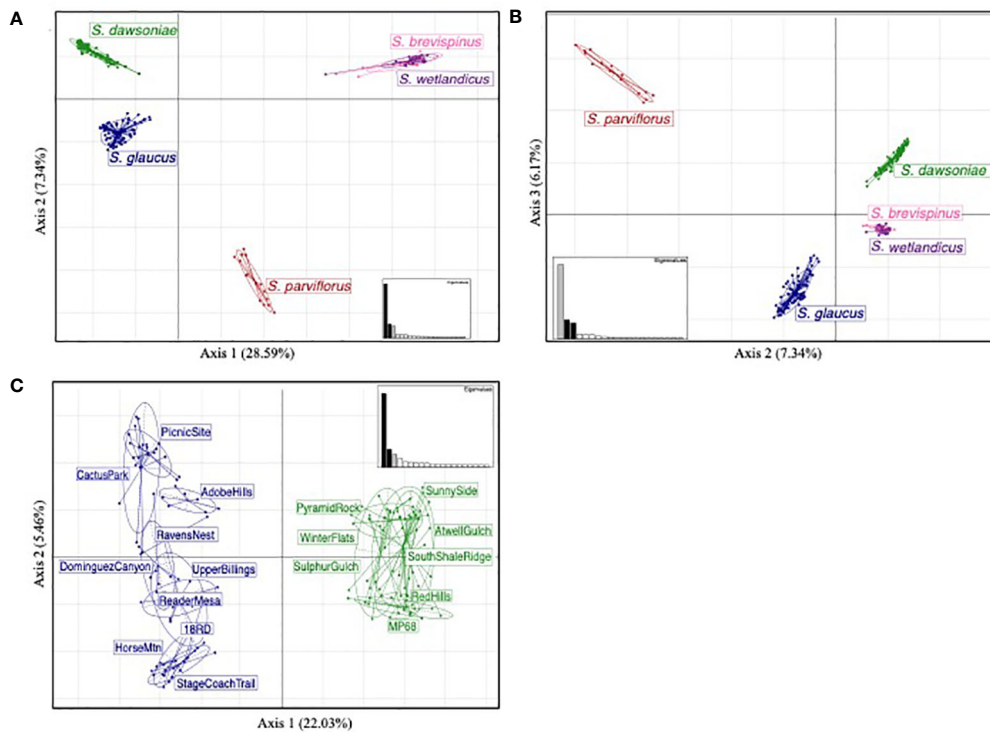 A
S. dawsoniae
S. brevispinus
S. wetlandicus
S. glaucus
S. parviflorus
Eigenvalues
Axis 2 (7.34%)
Axis 1 (28.59%)
B
S. parviflorus
S. dawsoniae
S. brevispinus
S. wetlandicus
S. glaucus
Eigenvalues
Axis 3 (6.17%)
Axis 2 (7.34%)
C
Eigenvalues
PicnicSite
CactusPark
AdobeHills
RavensNest
DominguezCanyon
UpperBillings
ReaderMesa
18RD
HorseMtn
StageCoachTrail
SunnySide
PyramidRock
AtwellGulch
WinterFlats
SouthShaleRidge
SulphurGulch
RedHills
MP68
Axis 2 (5.46%)
Axis 1 (22.03%)